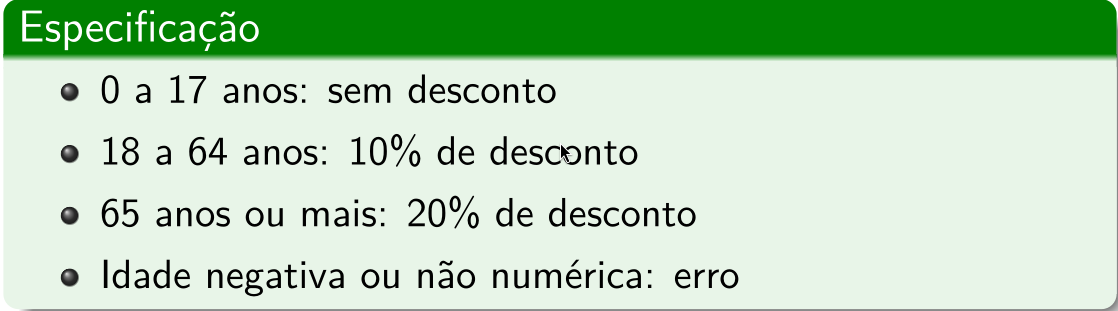 Especificação
0 a 17 anos: sem desconto
18 a 64 anos: 10% de desconto
65 anos ou mais: 20% de desconto
Idade negativa ou não numérica: erro